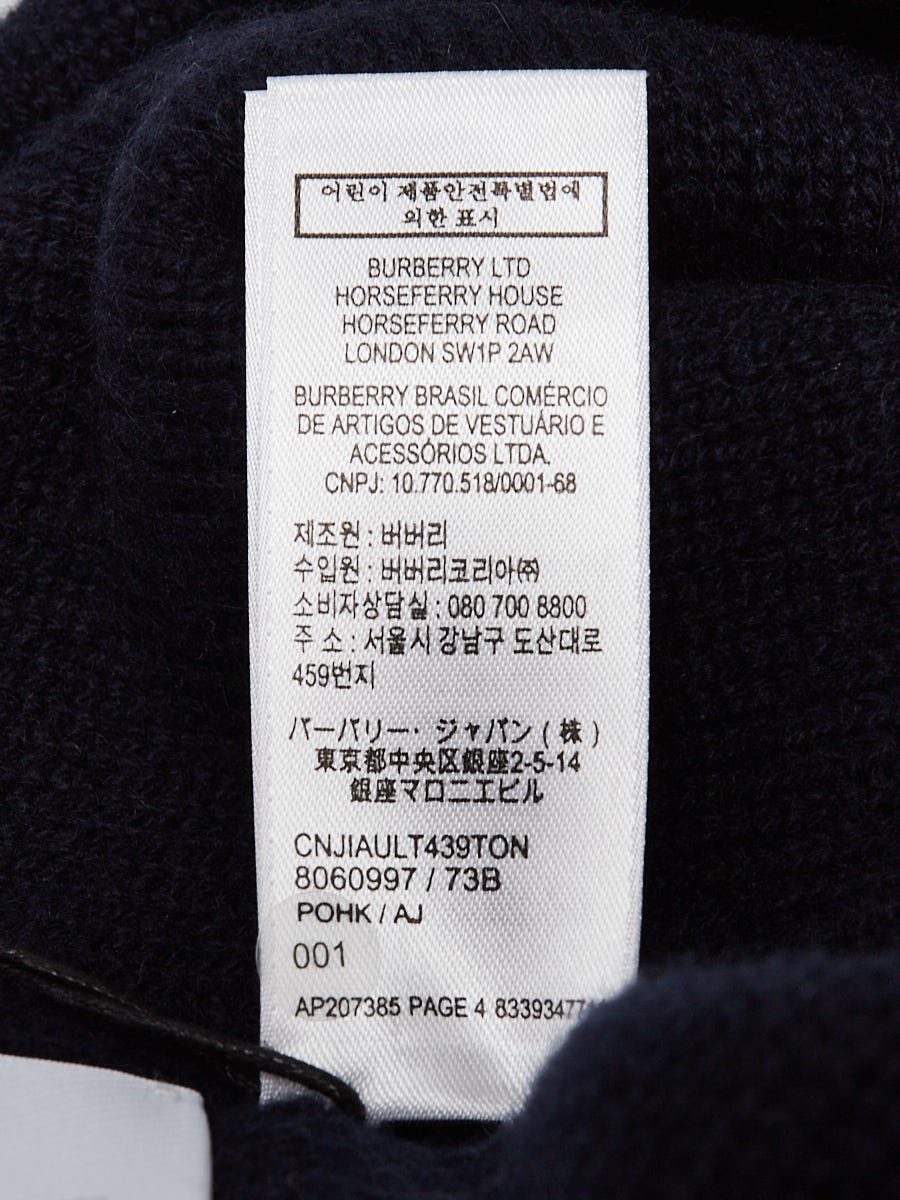 어린이 제품안전특별법에
의한 표시
BURBERRY LTD
HORSEFERRY HOUSE
HORSEFERRY ROAD
LONDON SW1P 2AW
BURBERRY BRASIL COMÉRCIO
DE ARTIGOS DE VESTUÁRIO E
ACESSÓRIOS LTDA.
CNPJ: 10.770.518/0001-68
제조원 : 버버리
수입원 : 버버리코리아㈜
소비자상담실 : 080 700 8800
주 소 : 서울시 강남구 도산대로
459번지
バーバリー· ジャパン ( 株 )
東京都中央区銀座2-5-14
銀座マロニエビル
CNJIAULT439TON
8060997 / 73B
POHK / AJ
001
AP207385 PAGE 4